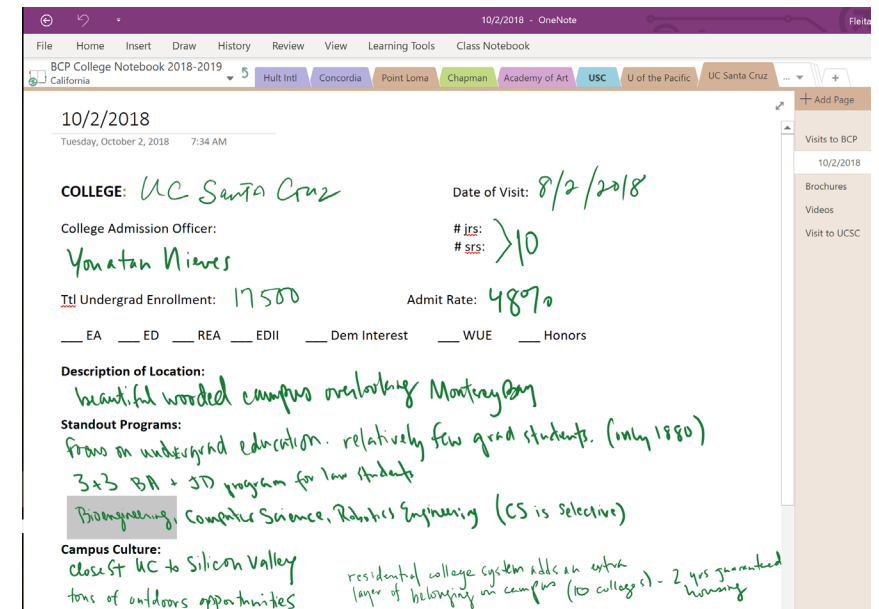 10/2/2018 - OneNote
Fleita
File Home Insert Draw History Review View Learning Tools Class Notebook
BCP College Notebook 2018-2019
California
5
Hult Intl Concordia Point Loma Chapman Academy of Art USC U of the Pacific UC Santa Cruz ... +
+ Add Page
10/2/2018
Tuesday, October 2, 2018 7:34 AM
Visits to BCP
10/2/2018
Brochures
Videos
Visit to UCSC
COLLEGE: UC Santa Cruz Date of Visit: 8/2/2018
College Admission Officer: # jrs:
# srs: >10
Yonatan Nieves
Ttl Undergrad Enrollment: 17500 Admit Rate: 48%
___ EA ___ ED ___ REA ___ EDII ___ Dem Interest ___ WUE ___ Honors
Description of Location:
beautiful wooded campus overlooking Monterey Bay
Standout Programs:
focus on undergrad education. relatively few grad students. (only 1880)
3+3 BA + JD program for law students
Bioengineering, Computer Science, Robotics Engineering (CS is selective)
Campus Culture:
closest UC to Silicon Valley
tons of outdoors opportunities
residential college system adds an extra
layer of belonging on campus (10 colleges) - 2 yrs guaranteed
housing